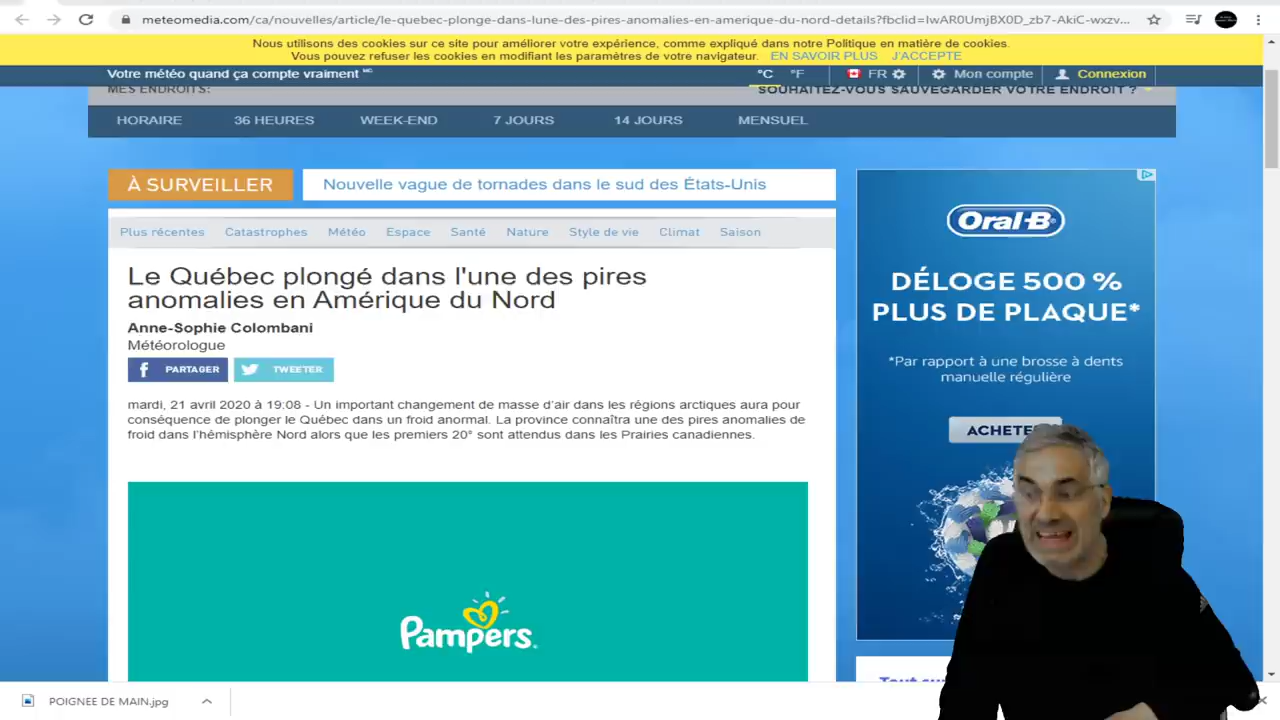 meteomedia.com/ca/nouvelles/article/le-quebec-plonge-dans-lune-des-pires-anomalies-en-amerique-du-nord-details?fbclid=IwAR0UmjBX0D_zb7-AkiC-wxzv...
Nous utilisons des cookies sur ce site pour améliorer votre expérience, comme expliqué dans notre Politique en matière de cookies.
Vous pouvez refuser les cookies en modifiant les paramètres de votre navigateur. EN SAVOIR PLUS J'ACCEPTE
Votre météo quand ça compte vraiment MC
°C °F FR Mon compte Connexion
MES ENDROITS:
SOUHAITEZ-VOUS SAUVEGARDER VOTRE ENDROIT ?
HORAIRE 36 HEURES WEEK-END 7 JOURS 14 JOURS MENSUEL
À SURVEILLER
Nouvelle vague de tornades dans le sud des États-Unis
Plus récentes Catastrophes Météo Espace Santé Nature Style de vie Climat Saison
Le Québec plongé dans l'une des pires
anomalies en Amérique du Nord
Anne-Sophie Colombani
Météorologue
PARTAGER TWEETER
mardi, 21 avril 2020 à 19:08 - Un important changement de masse d'air dans les régions arctiques aura pour
conséquence de plonger le Québec dans un froid anormal. La province connaîtra une des pires anomalies de
froid dans l'hémisphère Nord alors que les premiers 20° sont attendus dans les Prairies canadiennes.
Pampers.
Oral-B
DÉLOGE 500 %
PLUS DE PLAQUE*
*Par rapport à une brosse à dents
manuelle régulière
ACHETE
POIGNEE DE MAIN.jpg